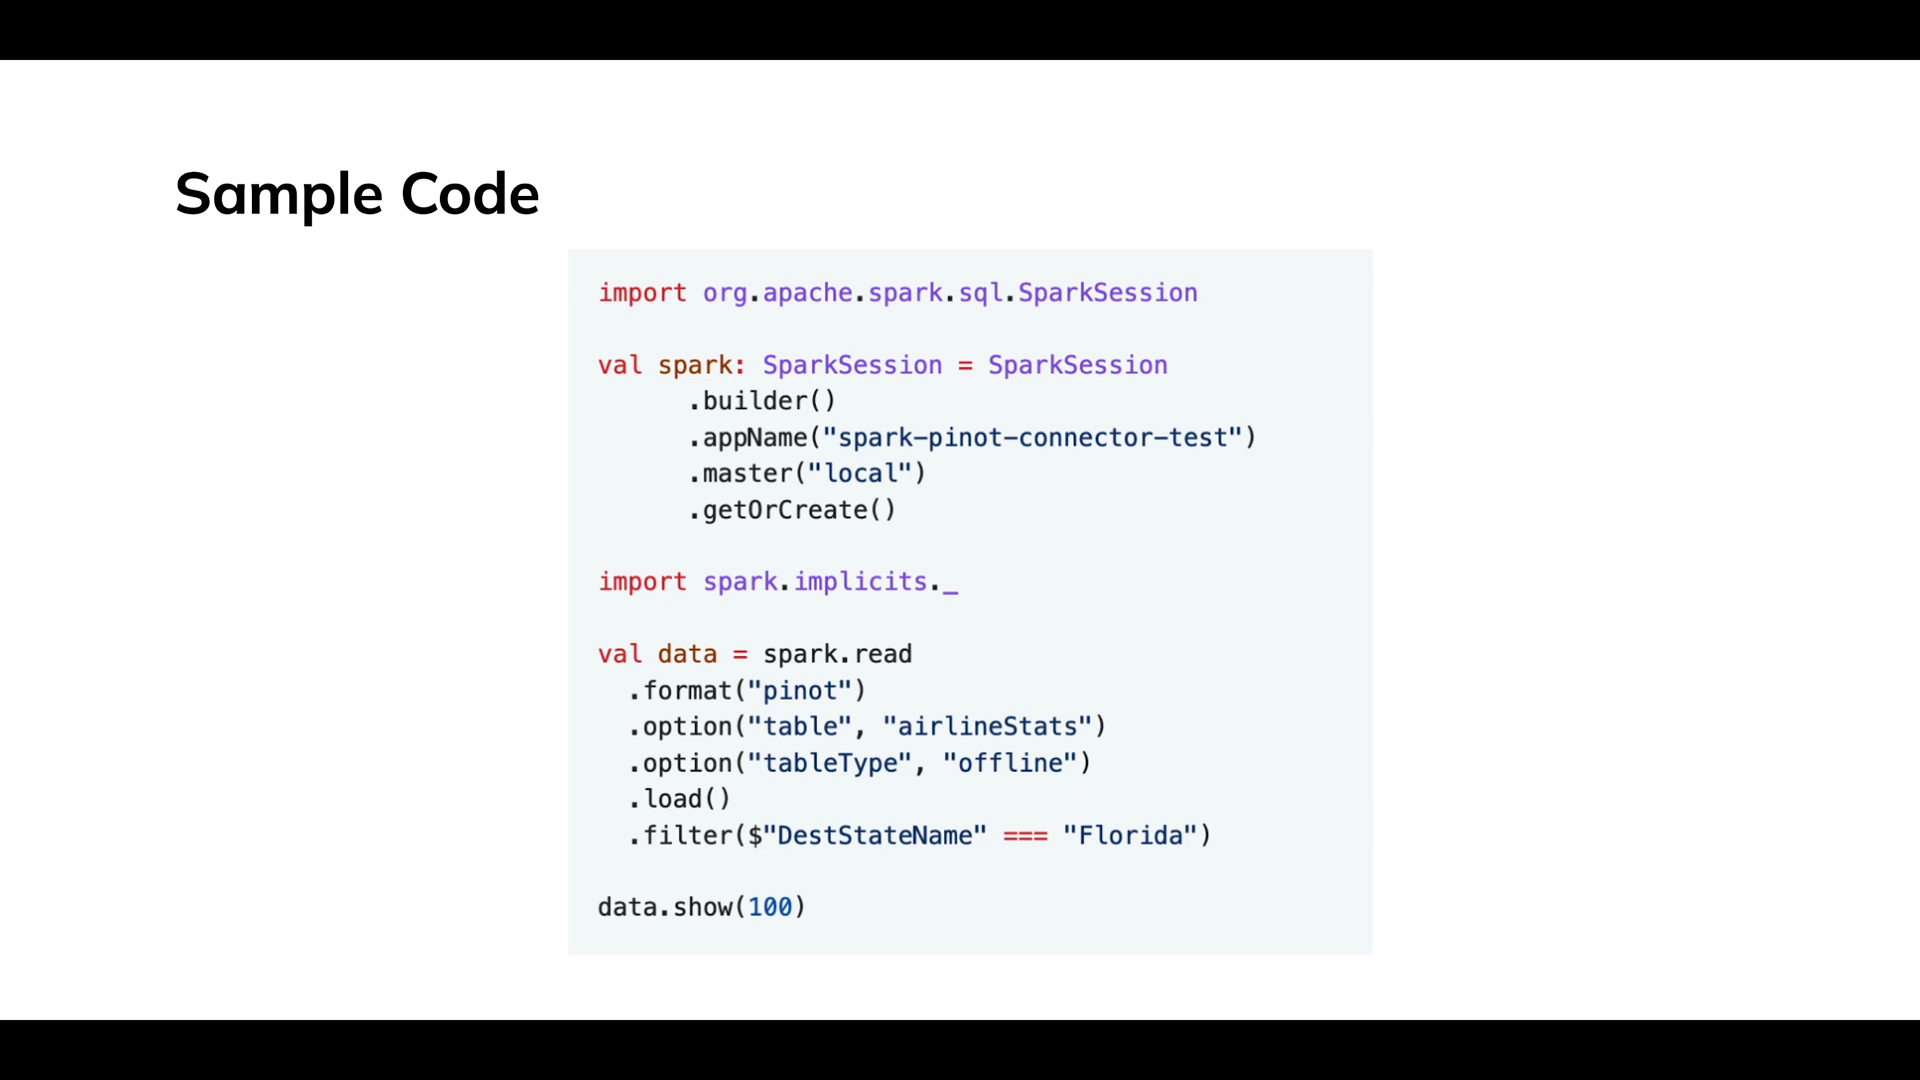 Sample Code
import org.apache.spark.sql.SparkSession
val spark: SparkSession = SparkSession
.builder()
.appName("spark-pinot-connector-test")
.master("local")
.getOrCreate()
import spark.implicits._
val data = spark.read
.format("pinot")
.option("table", "airlineStats")
.option("tableType", "offline")
.load()
.filter($"DestStateName" === "Florida")
data.show(100)